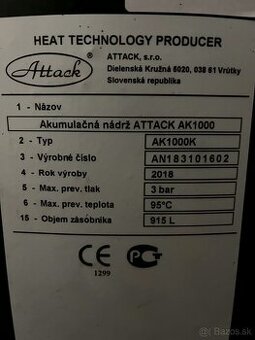 HEAT TECHNOLOGY PRODUCER
Attack
ATTACK, s.r.o.
Dielenská Kružná 5020, 038 61 Vrútky
Slovenská republika
1 - Názov
Akumulačná nádrž ATTACK AK1000
2 - Typ AK1000K
3 - Výrobné číslo AN183101602
4 - Rok výroby 2018
5 - Max. prev. tlak 3 bar
6 - Max. prev. teplota 95°C
15 - Objem zásobníka 915 L
CE
1299
Bazos.sk